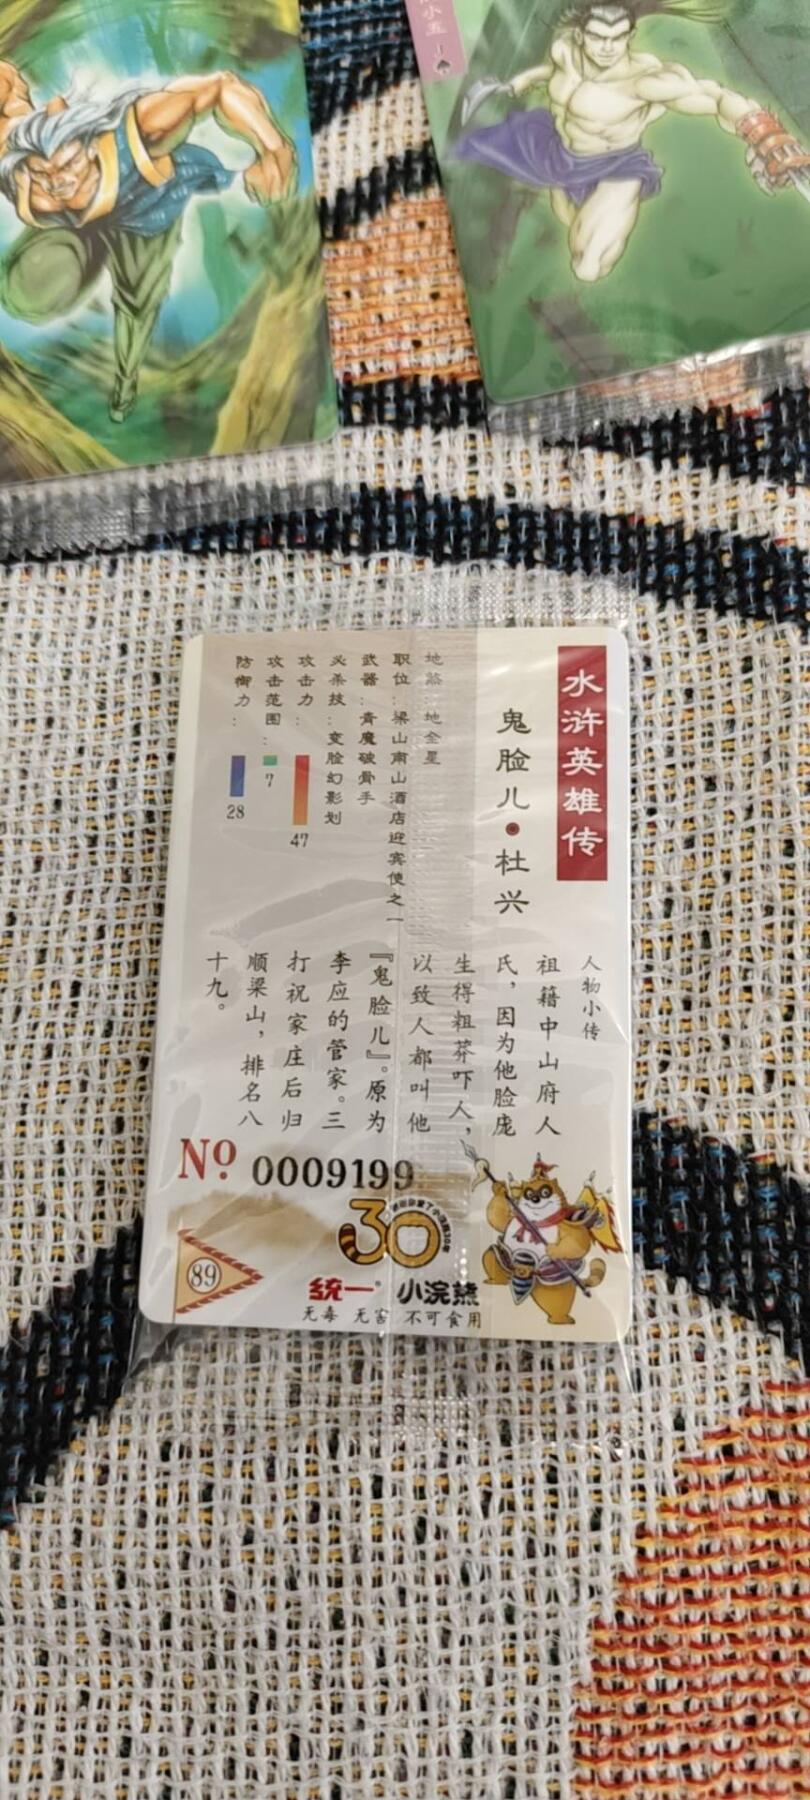 小五
J
水浒英雄传
鬼脸儿·杜兴
地煞:地全星
职位:梁山南山酒店迎宾使之一
武器:青魔破骨手
必杀技:变脸幻影划
攻击力:
47
攻击范围:
7
防御力:
28
人物小传
祖籍中山府人
氏,因为他脸庞
生得粗莽吓人,
以致人都叫他
『鬼脸儿』。原为
李应的管家。三
打祝家庄后归
顺梁山,排名八
十九。
Nº 0009199
30
89
统一 小浣熊
无毒 无害 不可食用